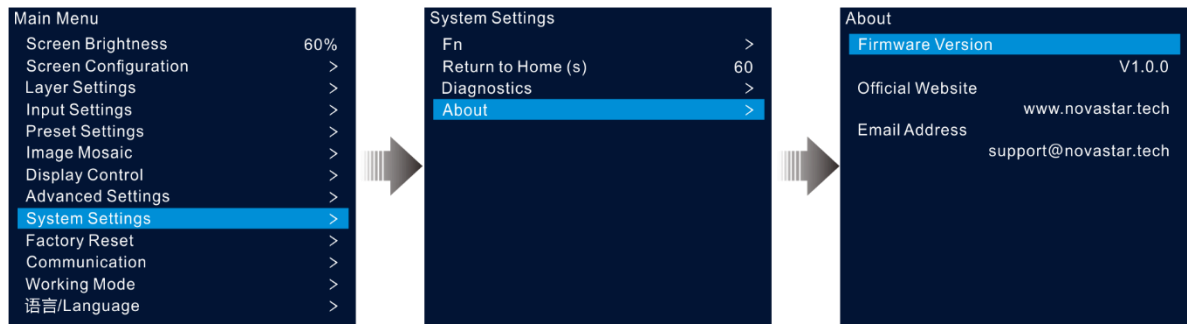 Main Menu
Screen Brightness 60%
Screen Configuration >
Layer Settings >
Input Settings >
Preset Settings >
Image Mosaic >
Display Control >
Advanced Settings >
System Settings >
Factory Reset >
Communication >
Working Mode >
语言/Language >
System Settings
Fn >
Return to Home (s) 60
Diagnostics >
About >
About
Firmware Version
V1.0.0
Official Website
www.novastar.tech
Email Address
support@novastar.tech